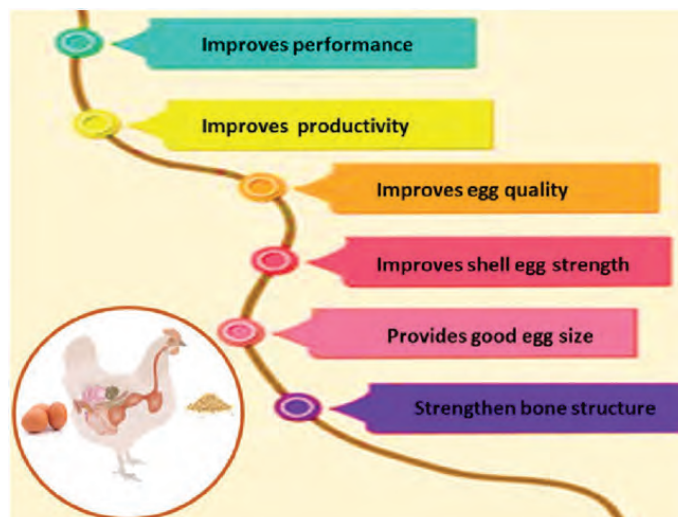 Improves performance
Improves productivity
Improves egg quality
Improves shell egg strength
Provides good egg size
Strengthen bone structure